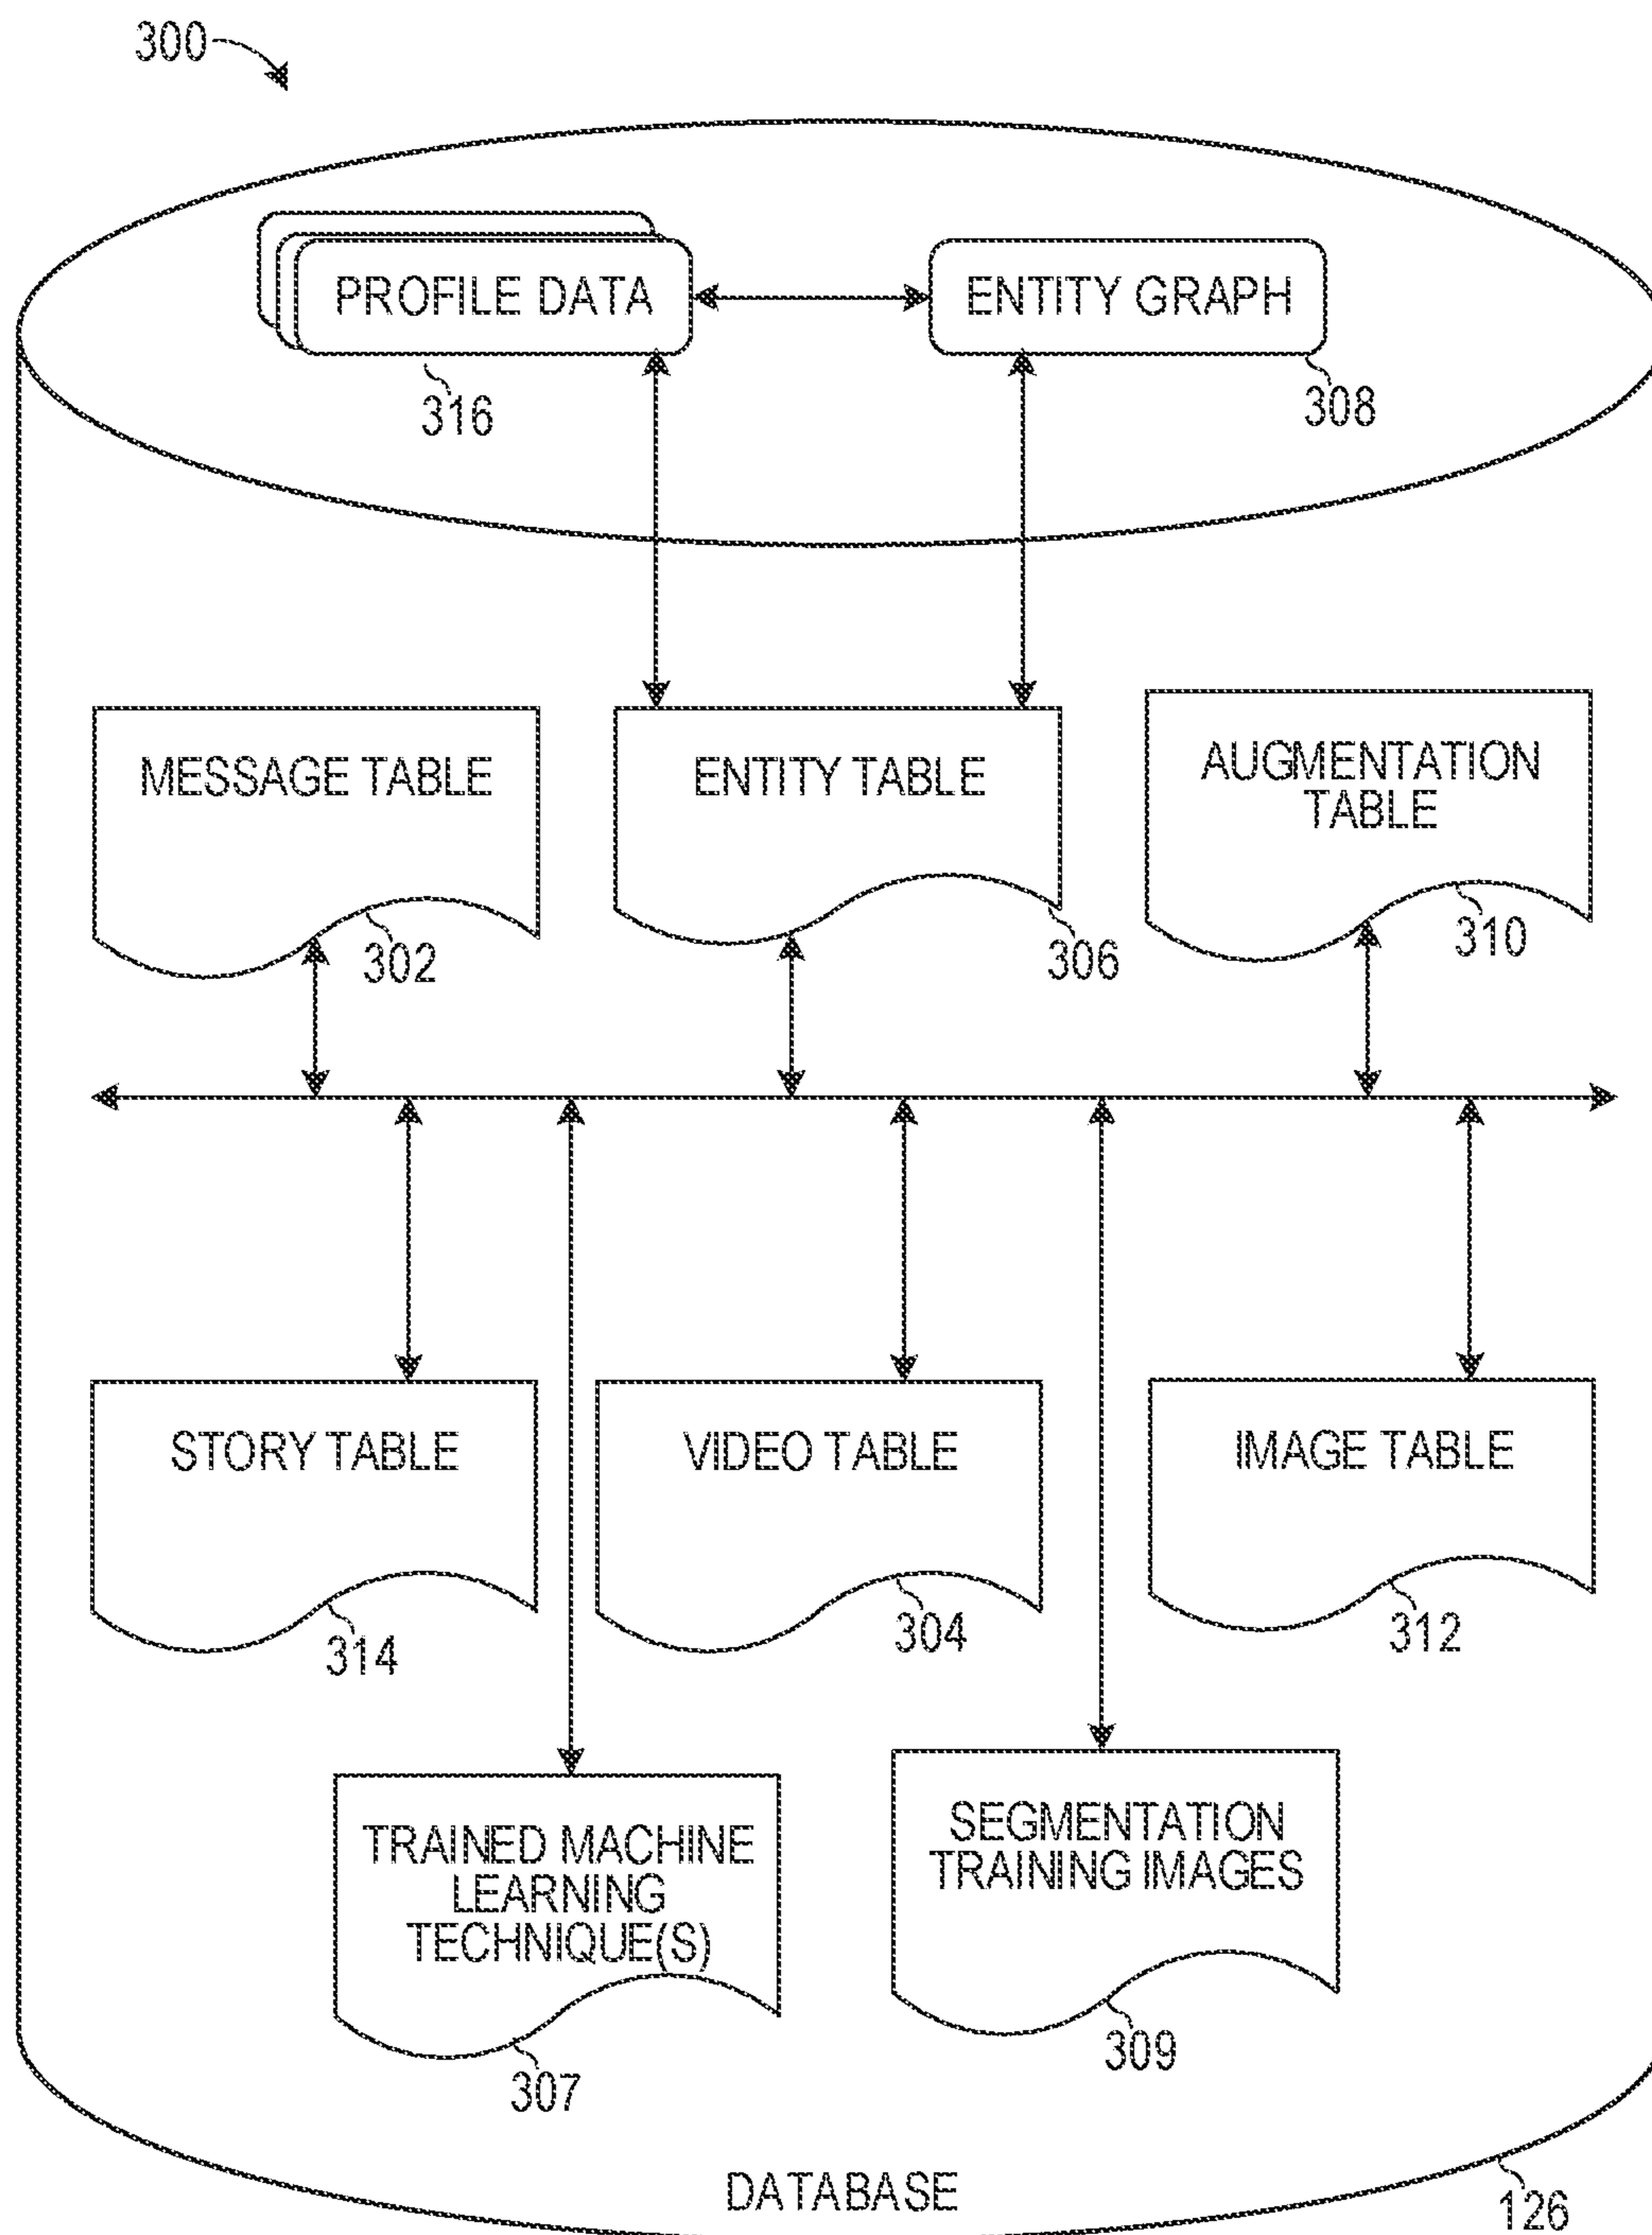 300
PROFILE DATA
ENTITY GRAPH
316
308
MESSAGE TABLE
ENTITY TABLE
AUGMENTATION
TABLE
302
306
310
STORY TABLE
VIDEO TABLE
IMAGE TABLE
314
304
312
TRAINED MACHINE
LEARNING
TECHNIQUE(S)
SEGMENTATION
TRAINING IMAGES
307
309
DATABASE
126